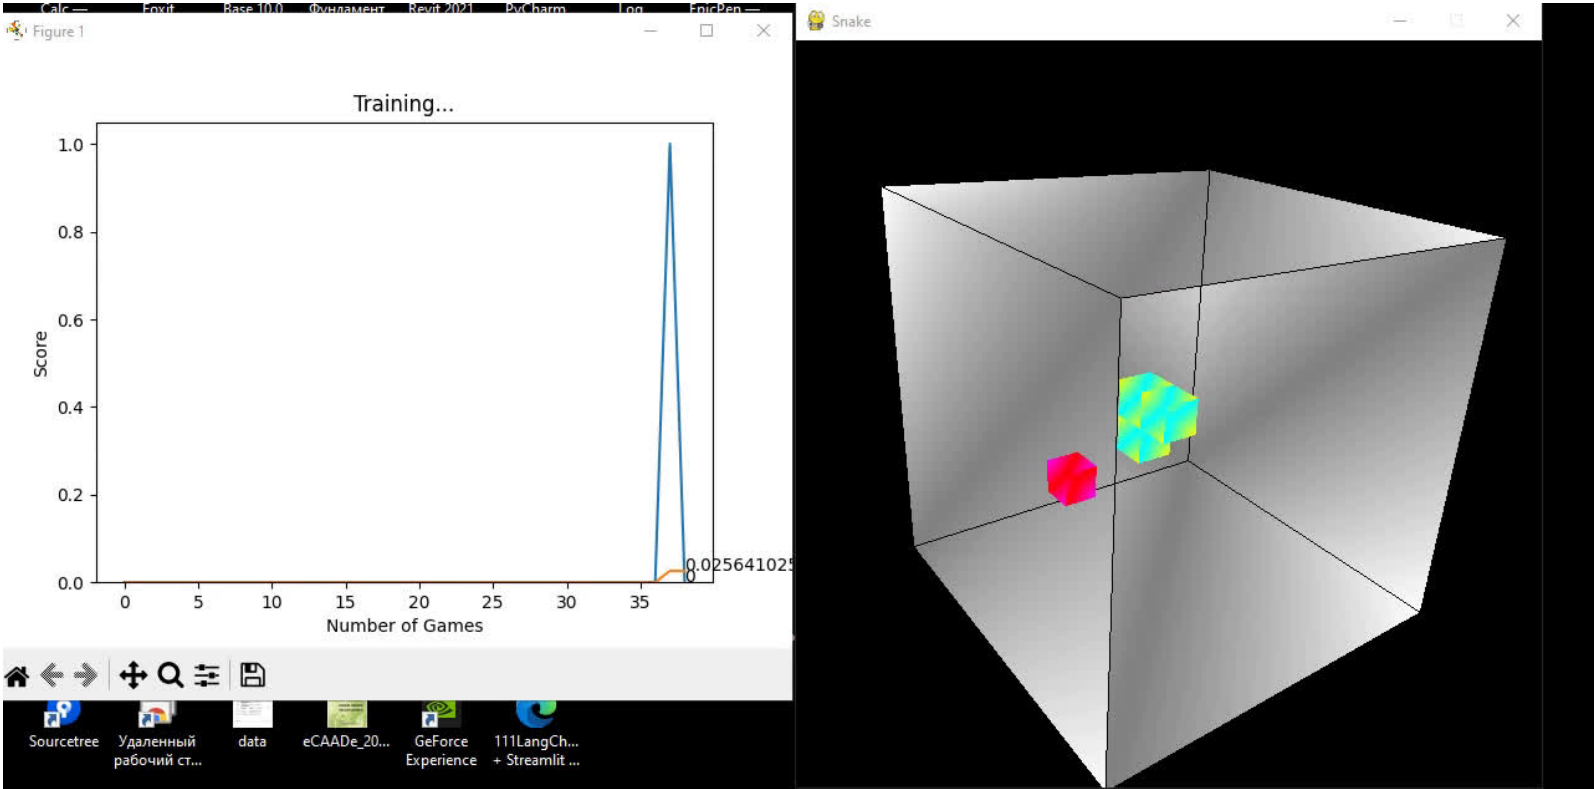 Calc —
Foxit
Base 10.0
Фундамент
Revit 2021
PyCharm
Log
EpicPen —
Figure 1
Snake
Training...
1.0
0.8
0.6
0.4
0.2
0.0
Score
0.025641025
0
0 5 10 15 20 25 30 35
Number of Games
Sourcetree
Удаленный
рабочий ст...
data
eCAADe_20...
GeForce
Experience
111LangCh...
+ Streamlit ...